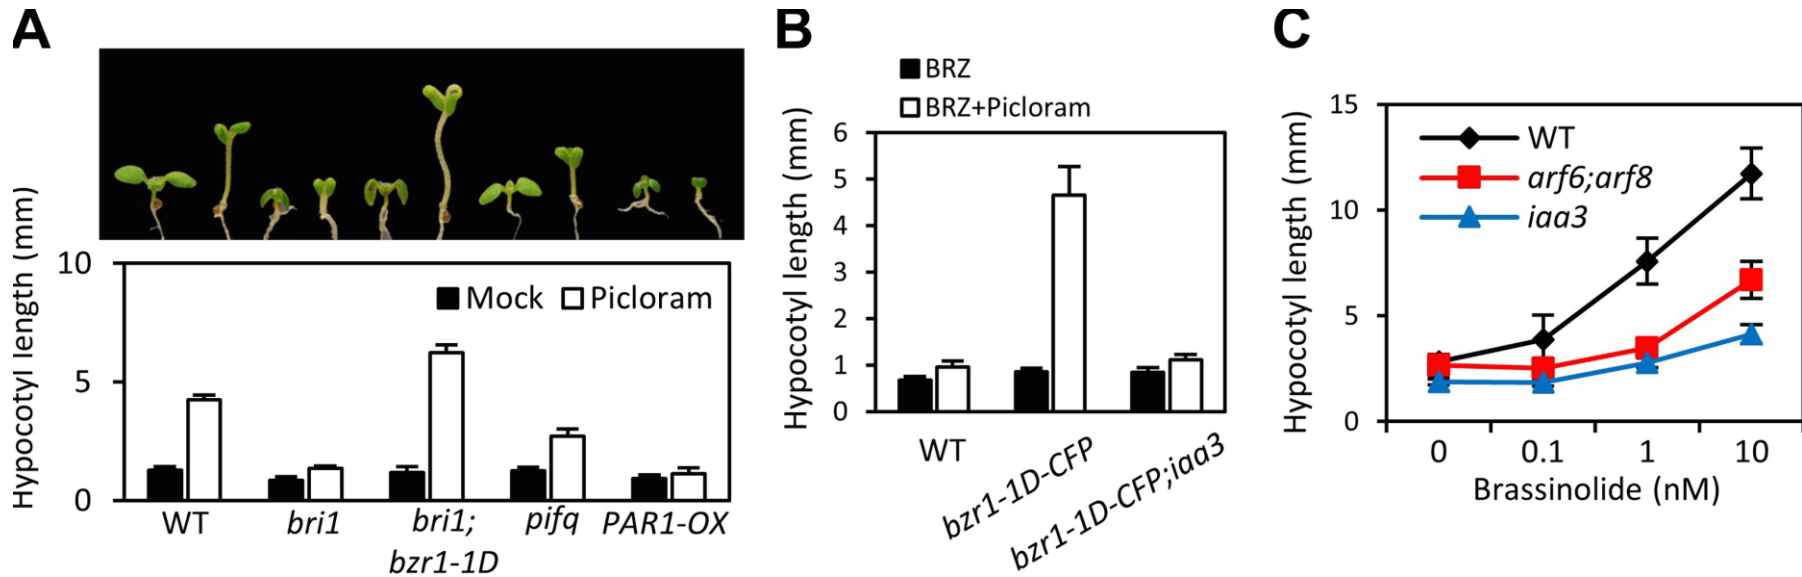 A
Hypocotyl length (mm)
10
5
0
Mock
Picloram
WT
bri1
bri1;
bzr1-1D
pifq
PAR1-OX
B
BRZ
BRZ+Picloram
Hypocotyl length (mm)
6
5
4
3
2
1
0
WT
bzr1-1D-CFP
bzr1-1D-CFP;iaa3
C
Hypocotyl length (mm)
15
10
5
0
WT
arf6;arf8
iaa3
0
0.1
1
10
Brassinolide (nM)